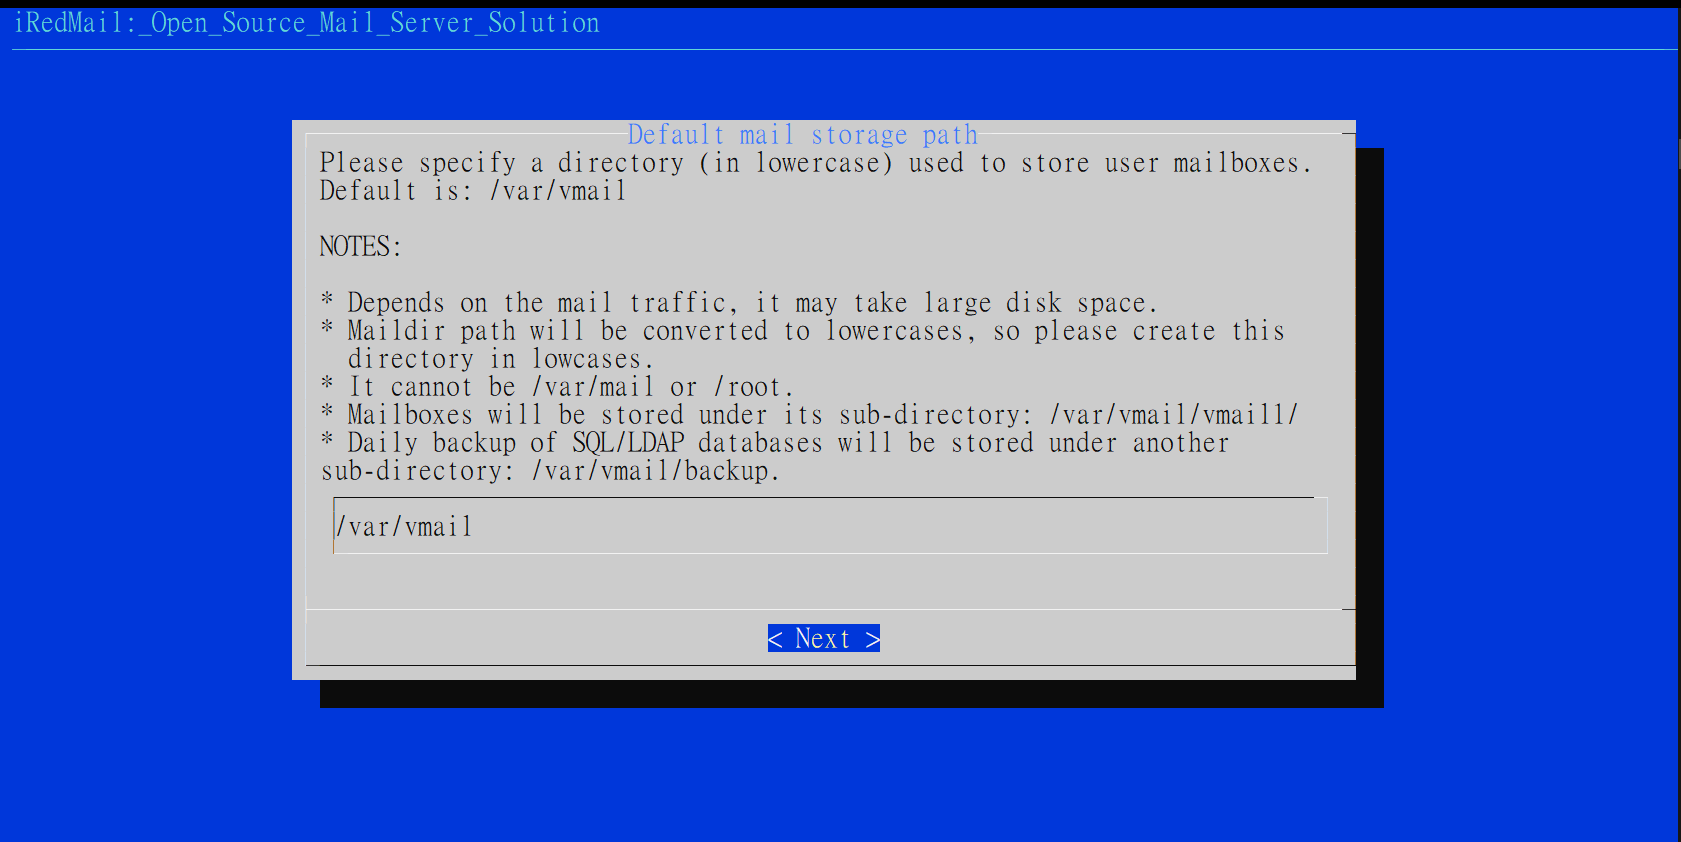 iRedMail:_Open_Source_Mail_Server_Solution
Default mail storage path
Please specify a directory (in lowercase) used to store user mailboxes.
Default is: /var/vmail
NOTES:
* Depends on the mail traffic, it may take large disk space.
* Maildir path will be converted to lowercases, so please create this
directory in lowcases.
* It cannot be /var/mail or /root.
* Mailboxes will be stored under its sub-directory: /var/vmail/vmaill/
* Daily backup of SQL/LDAP databases will be stored under another
sub-directory: /var/vmail/backup.
/var/vmail
< Next >